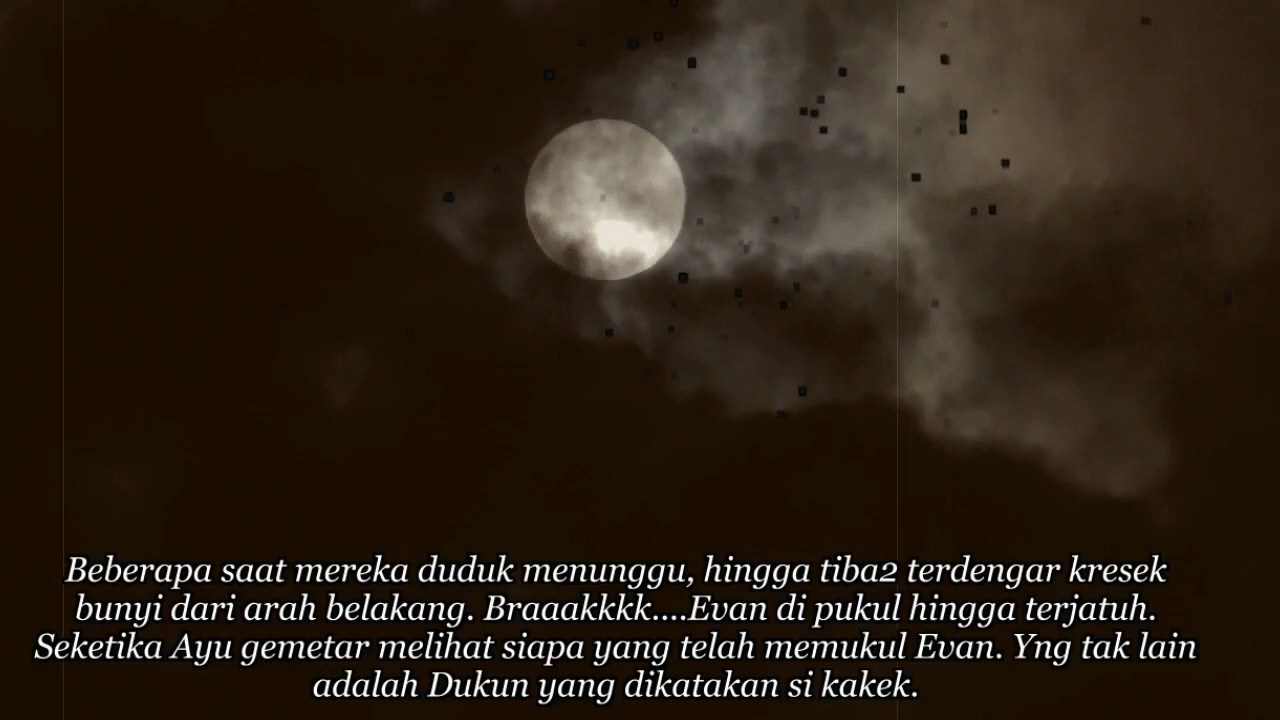 Beberapa saat mereka duduk menunggu, hingga tiba2 terdengar kresek
bunyi dari arah belakang. Braaakkkk....Evan di pukul hingga terjatuh.
Seketika Ayu gemetar melihat siapa yang telah memukul Evan. Yng tak lain
adalah Dukun yang dikatakan si kakek.